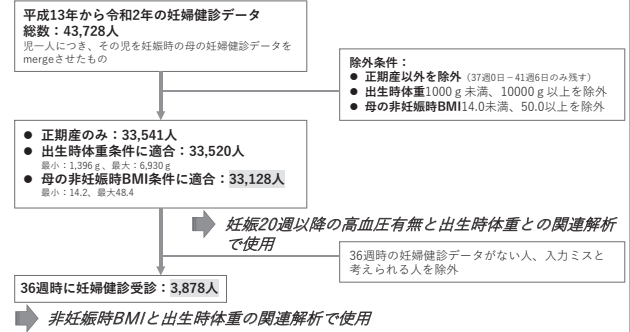 平成13年から令和2年の妊婦健診データ
総数：43,728人
児一人につき、その児を妊娠時の母の妊婦健診データを
mergeさせたもの
除外条件：
● 正期産以外を除外（37週0日－41週6日のみ残す）
● 出生時体重1000ｇ未満、10000ｇ以上を除外
● 母の非妊娠時BMI14.0未満、50.0以上を除外
● 正期産のみ：33,541人
● 出生時体重条件に適合：33,520人
最小：1,396ｇ、最大：6,930ｇ
● 母の非妊娠時BMI条件に適合：33,128人
最小：14.2、最大48.4
妊娠20週以降の高血圧有無と出生時体重との関連解析
で使用
36週時の妊婦健診データがない人、入力ミスと
考えられる人を除外
36週時に妊婦健診受診：3,878人
非妊娠時BMIと出生時体重の関連解析で使用